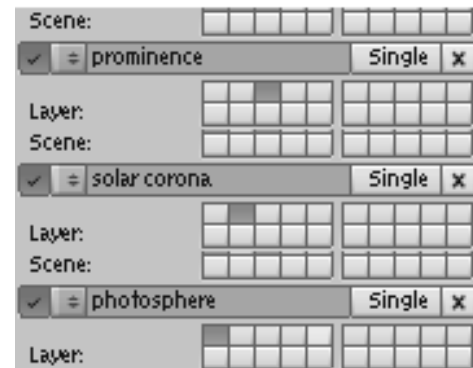 Scene:
prominence Single x
Layer:
Scene:
solar corona Single x
Layer:
Scene:
photosphere Single x
Layer: